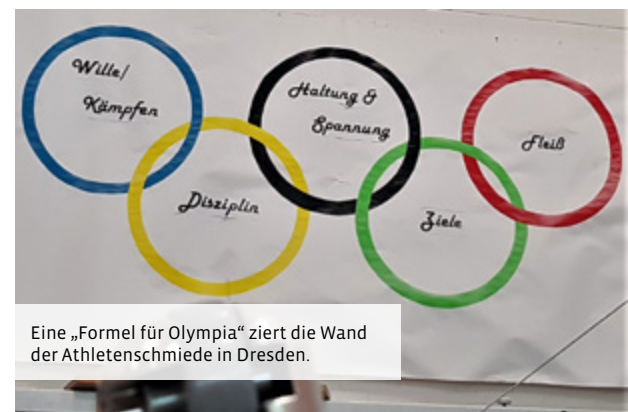 Wille/
Kämpfen
Haltung &
Spannung
Fleiß
Disziplin
Ziele
Eine „Formel für Olympia“ ziert die Wand
der Athletenschmiede in Dresden.